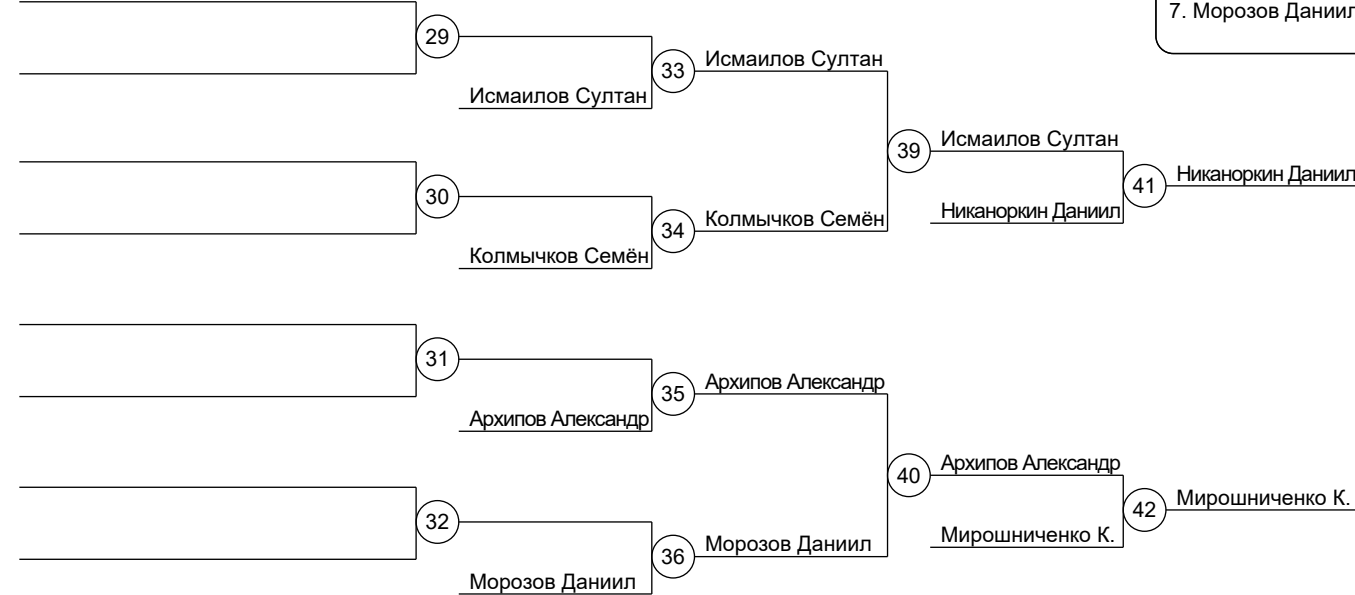 7. Морозов Даниил
29
33
Исмаилов Султан
Исмаилов Султан
39
Исмаилов Султан
41
Никаноркин Даниил
30
34
Колмычков Семён
Никаноркин Даниил
Колмычков Семён
31
35
Архипов Александр
Архипов Александр
40
Архипов Александр
42
Мирошниченко К.
32
36
Морозов Даниил
Мирошниченко К.
Морозов Даниил